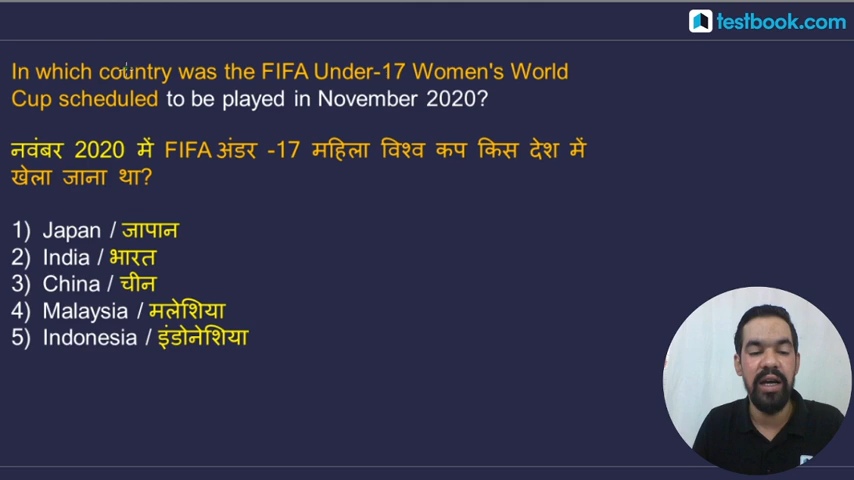 testbook.com
In which country was the FIFA Under-17 Women's World
Cup scheduled to be played in November 2020?
नवंबर 2020 में FIFA अंडर -17 महिला विश्व कप किस देश में
खेला जाना था?
1) Japan / जापान
2) India / भारत
3) China / चीन
4) Malaysia / मलेशिया
5) Indonesia / इंडोनेशिया